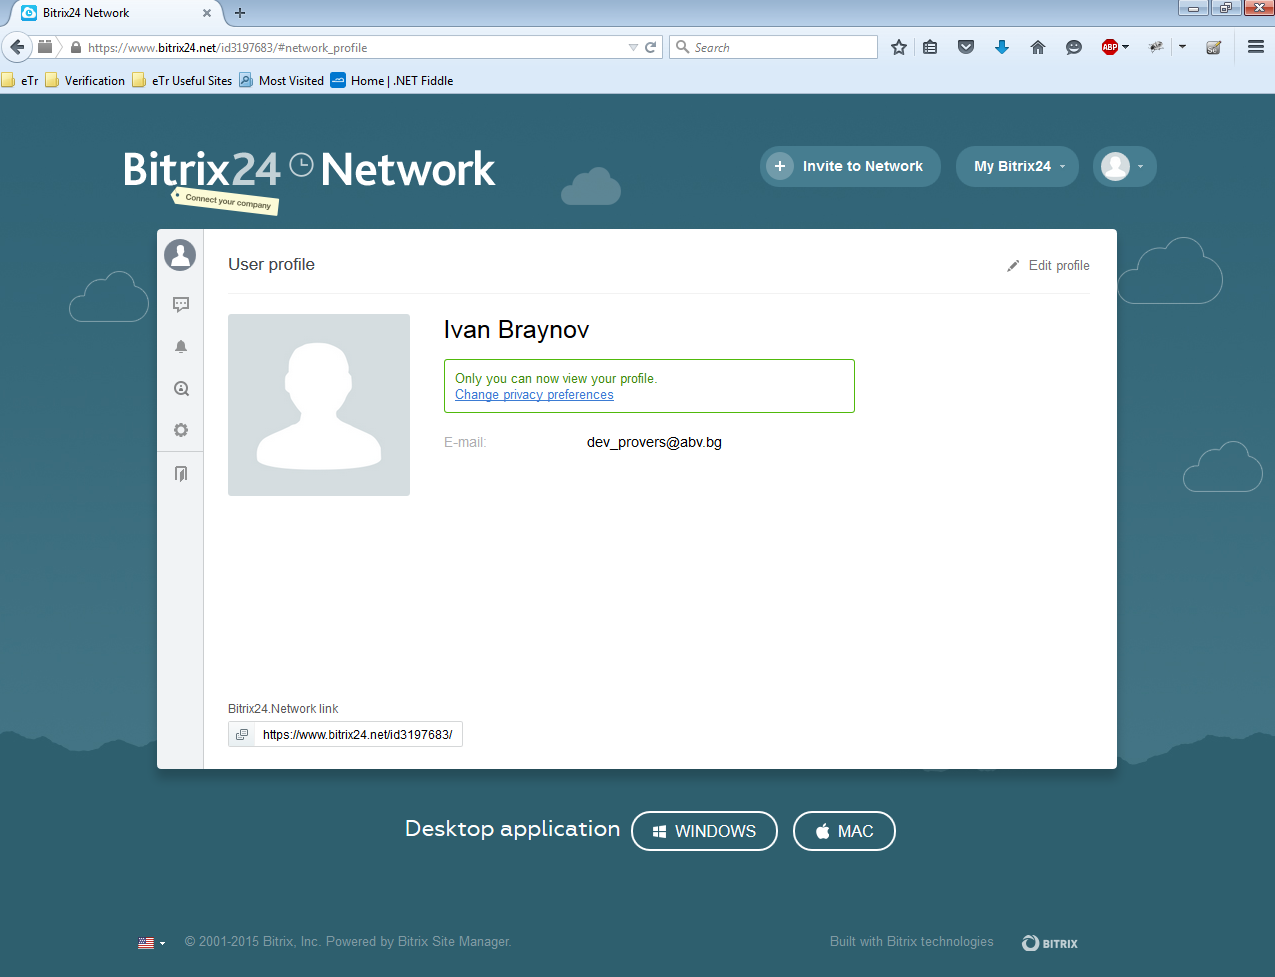 Bitrix24 Network
https://www.bitrix24.net/id3197683/#network_profile
Search
ABP
eTr
Verification
eTr Useful Sites
Most Visited
Home | .NET Fiddle
Bitrix24 Network
Connect your company
Invite to Network
My Bitrix24
User profile
Edit profile
Ivan Braynov
Only you can now view your profile.
Change privacy preferences
E-mail:
dev_provers@abv.bg
Bitrix24.Network link
https://www.bitrix24.net/id3197683/
Desktop application
WINDOWS
MAC
© 2001-2015 Bitrix, Inc. Powered by Bitrix Site Manager.
Built with Bitrix technologies
BITRIX